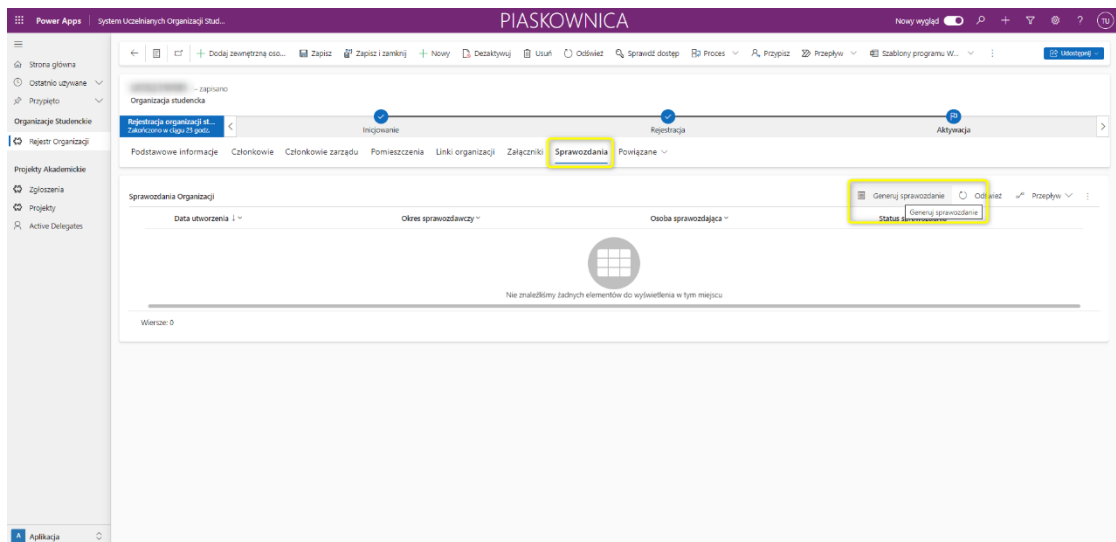 Power Apps System Uczelnianych Organizacji Stud... PIASKOWNICA Nowy wygląd ? TU
Dodaj zewnętrzną oso... Zapisz Zapisz i zamknij Nowy Dezaktywuj Usuń Odśwież Sprawdź dostęp Proces Przypisz Przepływ Szablony programu W... Udostępnij
Strona główna
Ostatnio używane
Przypięto
Organizacje Studenckie
Rejestr Organizacji
Projekty Akademickie
Zgłoszenia
Projekty
Active Delegates
A Aplikacja
- zapisano
Organizacja studencka
Rejestracja organizacji st...
Zakończono w ciągu 23 godz.
Inicjowanie Rejestracja Aktywacja
Podstawowe informacje Członkowie Członkowie zarządu Pomieszczenia Linki organizacji Załączniki Sprawozdania Powiązane
Sprawozdania Organizacji Generuj sprawozdanie Odśwież Przepływ
Generuj sprawozdanie
Data utworzenia Okres sprawozdawczy Osoba sprawozdająca Status
Nie znaleźliśmy żadnych elementów do wyświetlenia w tym miejscu
Wiersze: 0